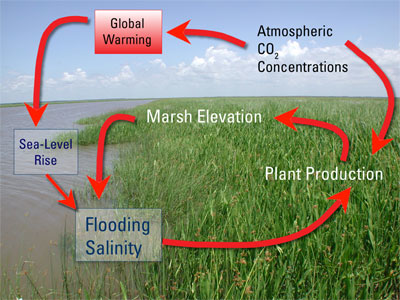 Global
Warming
Atmospheric
CO₂
Concentrations
Marsh Elevation
Sea-Level
Rise
Plant Production
Flooding
Salinity